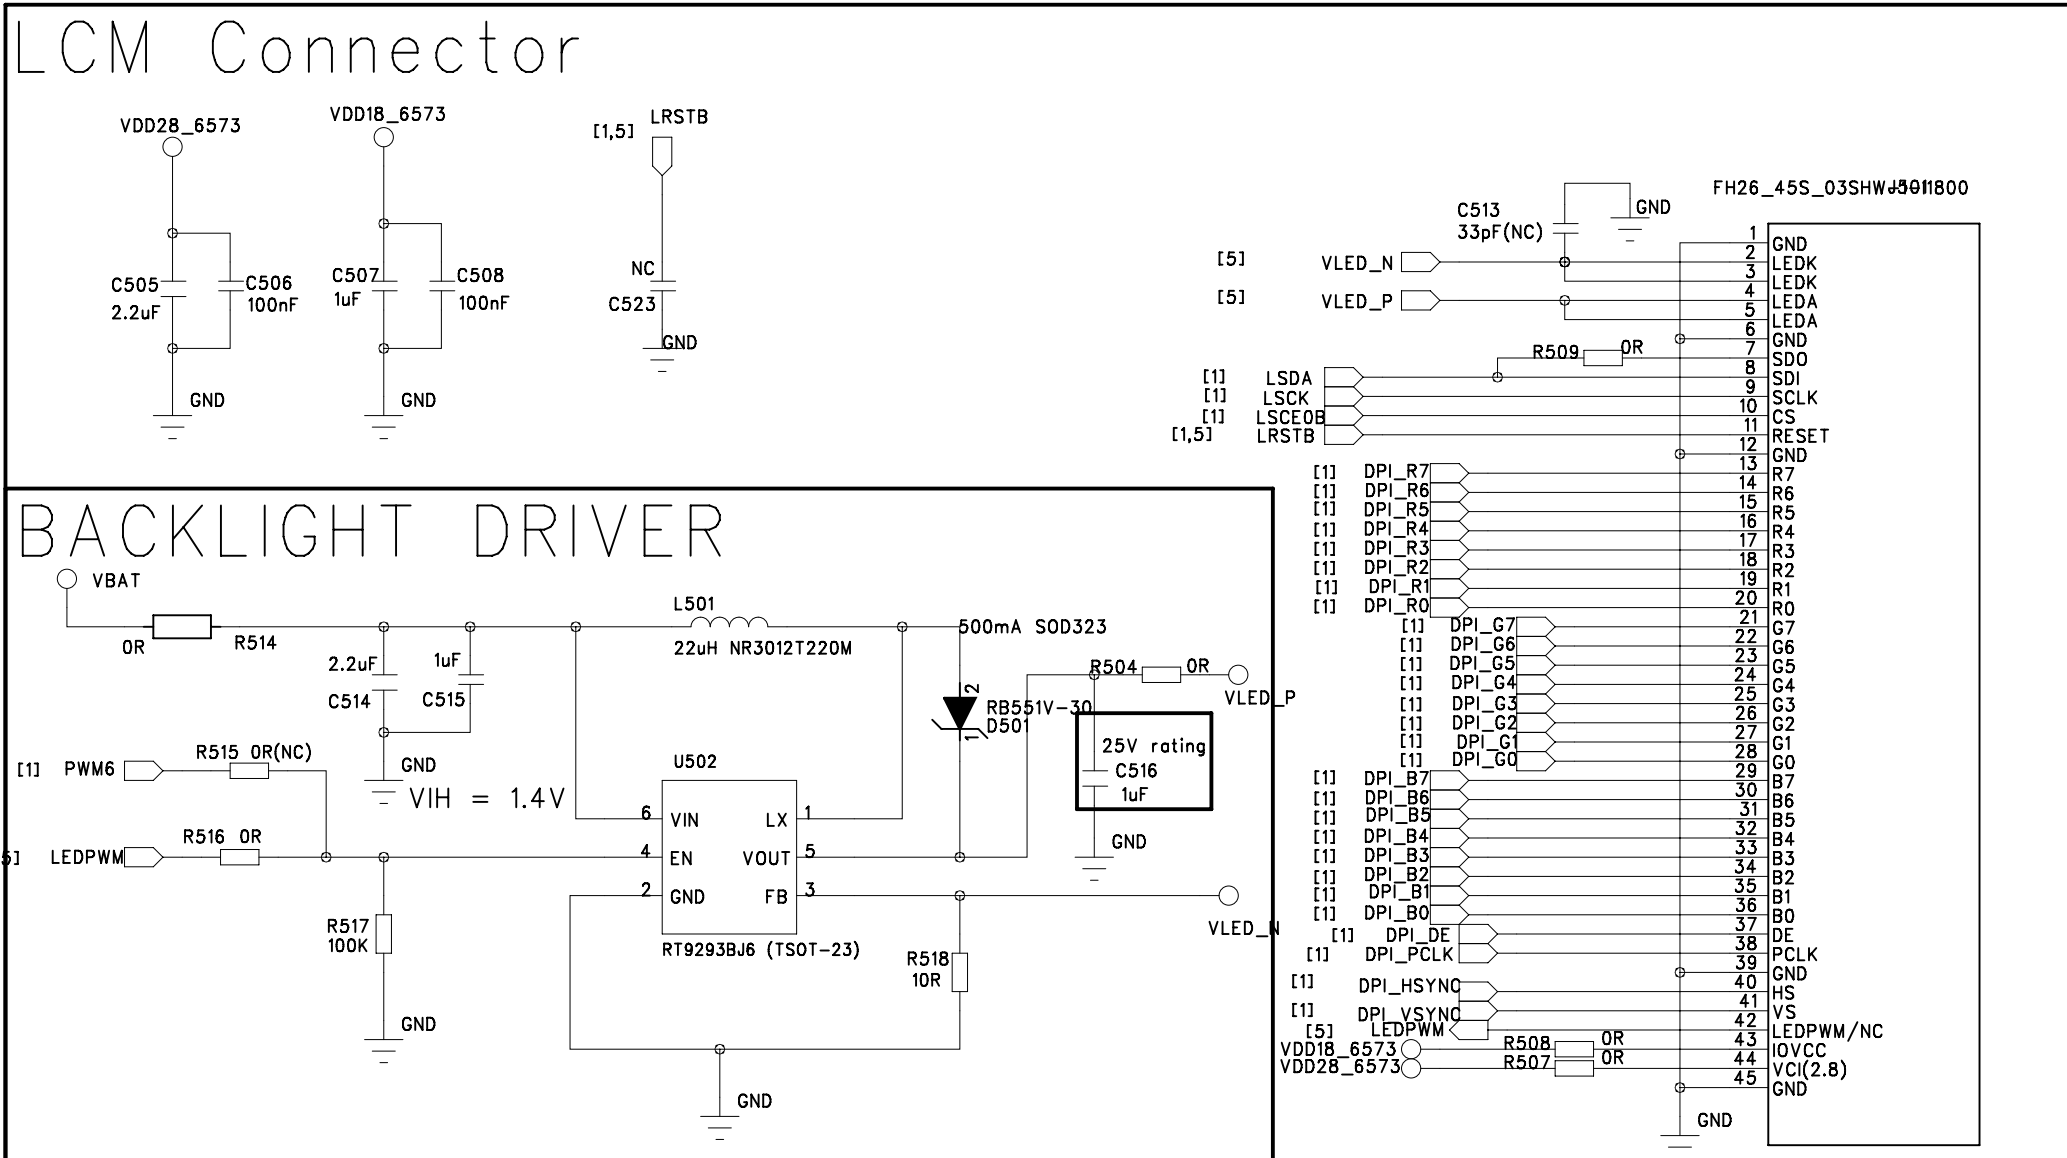 LCM Connector
VDD28_6573
VDD18_6573
[1,5]
LRSTB
C505
2.2uF
C506
100nF
C507
1uF
C508
100nF
NC
C523
GND
GND
GND
BACKLIGHT DRIVER
VBAT
0R
R514
2.2uF
C514
1uF
C515
GND
L501
22uH NR3012T220M
500mA SOD323
2
RB551V-30
D501
1
R504
0R
VLED_P
25V rating
C516
1uF
GND
[1]
PWM6
R515 0R(NC)
VIH = 1.4V
R516 0R
5]
LEDPWM
R517
100K
GND
U502
6
VIN
LX
1
4
EN
VOUT
5
2
GND
FB
3
RT9293BJ6 (TSOT-23)
R518
10R
VLED_N
GND
J501
C513
33pF(NC)
GND
[5] VLED_N
[5] VLED_P
R509 0R
[1] LSDA
[1] LSCK
[1] LSCE0B
[1,5] LRSTB
[1] DPI_R7
[1] DPI_R6
[1] DPI_R5
[1] DPI_R4
[1] DPI_R3
[1] DPI_R2
[1] DPI_R1
[1] DPI_R0
[1] DPI_G7
[1] DPI_G6
[1] DPI_G5
[1] DPI_G4
[1] DPI_G3
[1] DPI_G2
[1] DPI_G1
[1] DPI_G0
[1] DPI_B7
[1] DPI_B6
[1] DPI_B5
[1] DPI_B4
[1] DPI_B3
[1] DPI_B2
[1] DPI_B1
[1] DPI_B0
[1] DPI_DE
[1] DPI_PCLK
[1] DPI_HSYNC
[1] DPI_VSYNC
[5] LEDPWM
VDD18_6573 R508 0R
VDD28_6573 R507 0R
1 GND
2 LEDK
3 LEDK
4 LEDA
5 LEDA
6 GND
7 SDO
8 SDI
9 SCLK
10 CS
11 RESET
12 GND
13 R7
14 R6
15 R5
16 R4
17 R3
18 R2
19 R1
20 R0
21 G7
22 G6
23 G5
24 G4
25 G3
26 G2
27 G1
28 G0
29 B7
30 B6
31 B5
32 B4
33 B3
34 B2
35 B1
36 B0
37 DE
38 PCLK
39 GND
40 HS
41 VS
42 LEDPWM/NC
43 IOVCC
44 VCI(2.8)
45 GND
GND